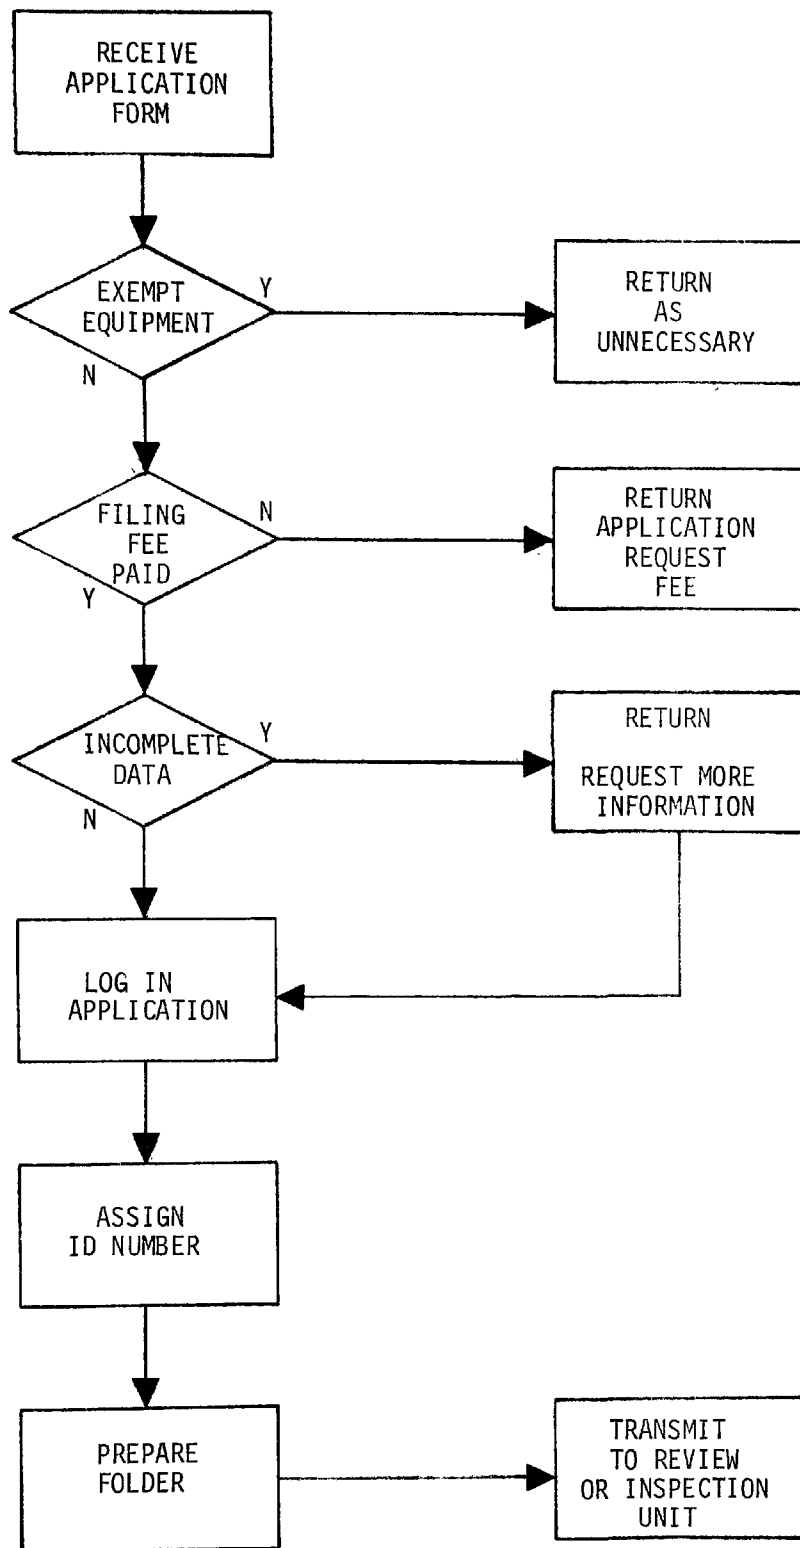 RECEIVE
APPLICATION
FORM
EXEMPT
EQUIPMENT
Y
N
RETURN
AS
UNNECESSARY
FILING
FEE
PAID
N
Y
RETURN
APPLICATION
REQUEST
FEE
INCOMPLETE
DATA
Y
N
RETURN
REQUEST MORE
INFORMATION
LOG IN
APPLICATION
ASSIGN
ID NUMBER
PREPARE
FOLDER
TRANSMIT
TO REVIEW
OR INSPECTION
UNIT